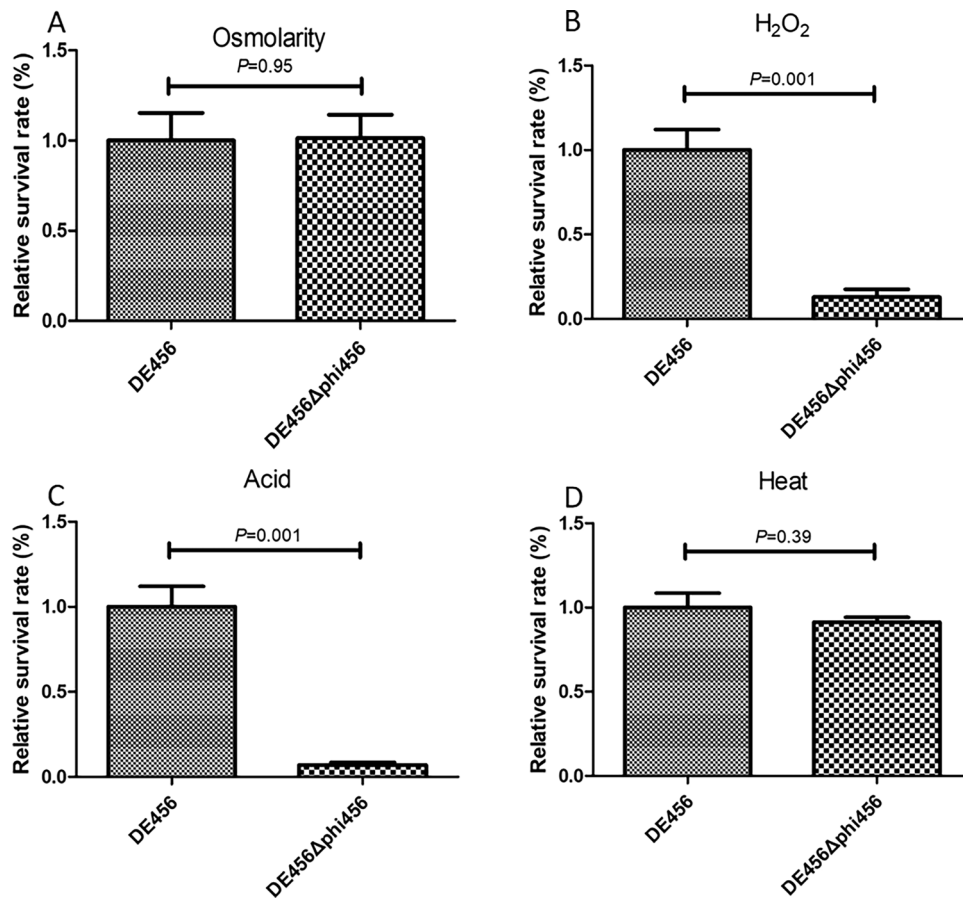 A
Osmolarity
P=0.95
Relative survival rate (%)
1.5
1.0
0.5
0.0
DE456
DE456Δphi456
B
H₂O₂
P=0.001
Relative survival rate (%)
1.5
1.0
0.5
0.0
DE456
DE456Δphi456
C
Acid
P=0.001
Relative survival rate (%)
1.5
1.0
0.5
0.0
DE456
DE456Δphi456
D
Heat
P=0.39
Relative survival rate (%)
1.5
1.0
0.5
0.0
DE456
DE456Δphi456